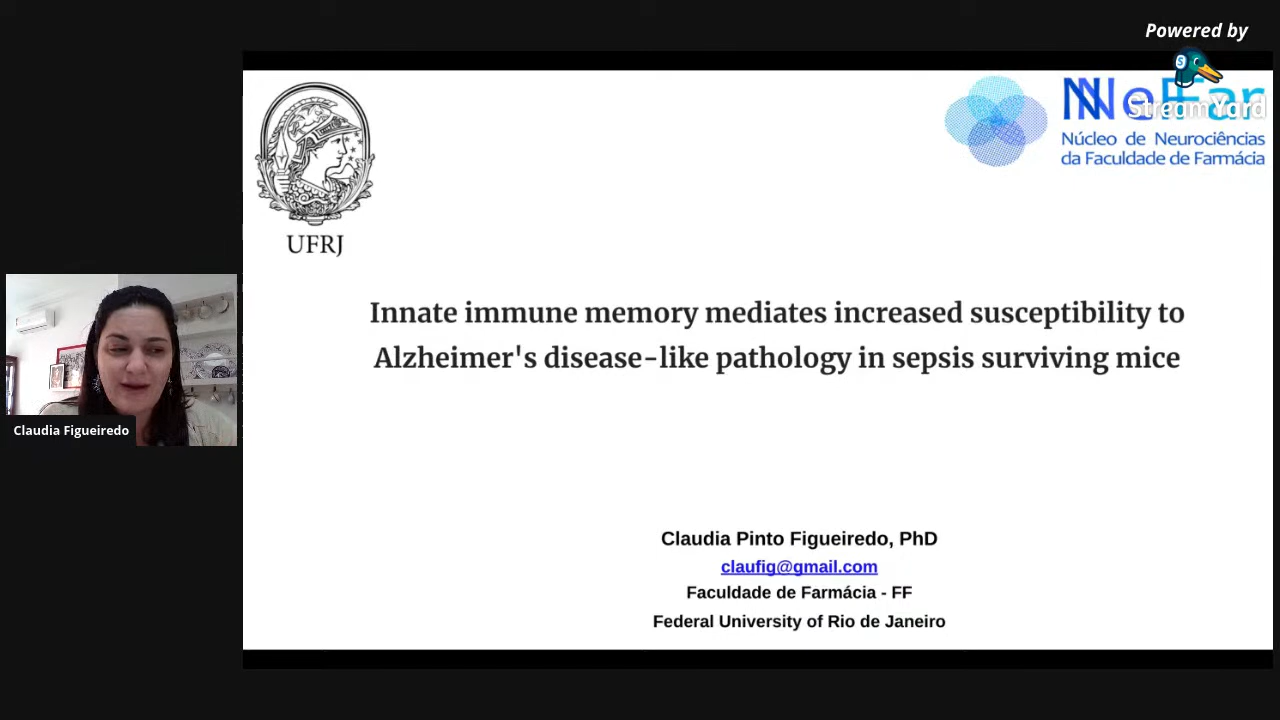 Powered by
StreamYard
NeFFar
Núcleo de Neurociências
da Faculdade de Farmácia
UFRJ
Innate immune memory mediates increased susceptibility to
Alzheimer's disease-like pathology in sepsis surviving mice
Claudia Figueiredo
Claudia Pinto Figueiredo, PhD
claufig@gmail.com
Faculdade de Farmácia - FF
Federal University of Rio de Janeiro